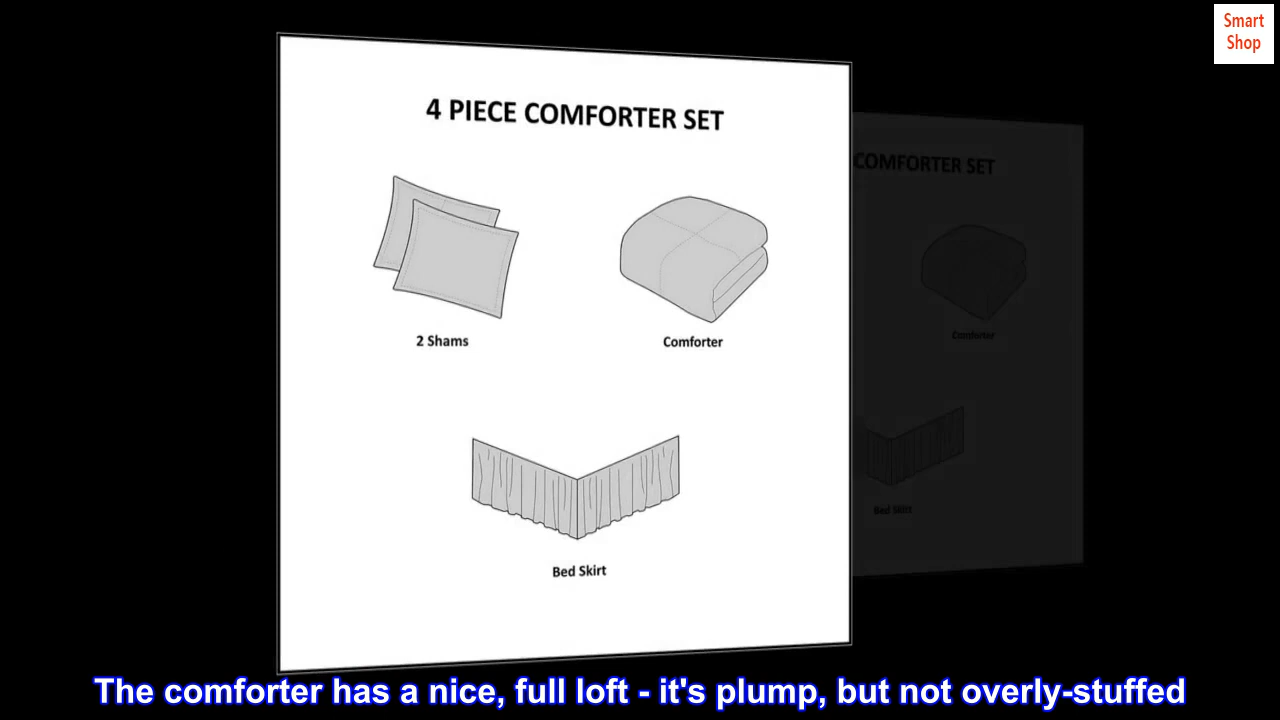 Smart
Shop
4 PIECE COMFORTER SET
COMFORTER SET
2 Shams
Comforter
Comforter
Bed Skirt
Bed Skirt
The comforter has a nice, full loft - it's plump, but not overly-stuffed